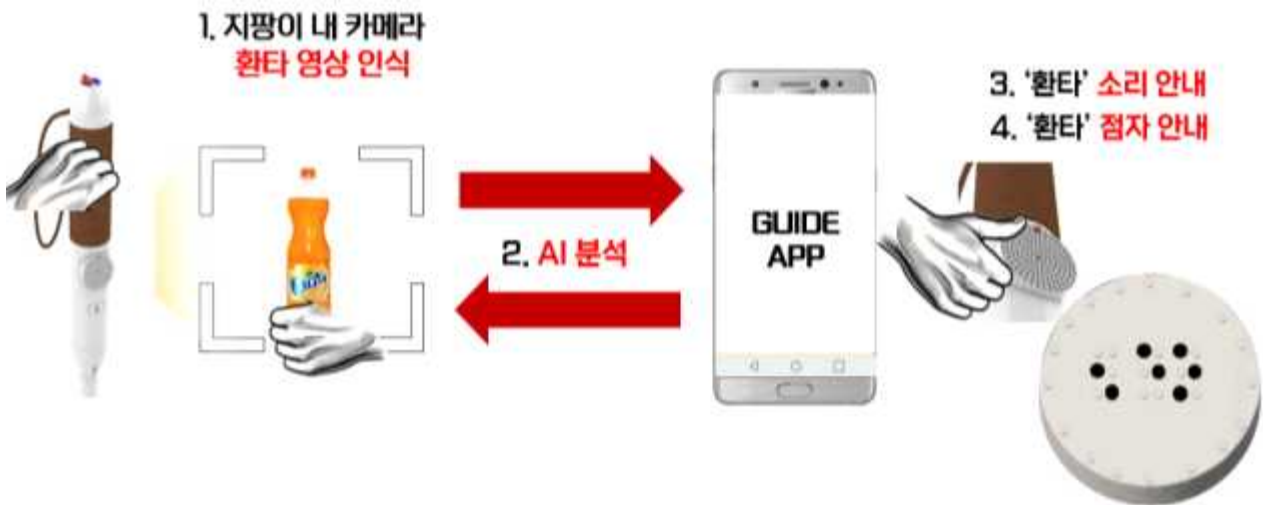 1. 지팡이 내 카메라
환타 영상 인식
2. AI 분석
GUIDE
APP
3. ‘환타’ 소리 안내
4. ‘환타’ 점자 안내